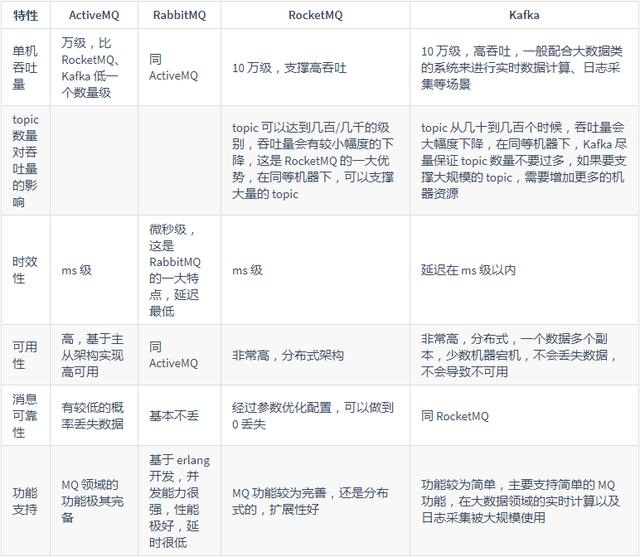 特性
ActiveMQ
RabbitMQ
RocketMQ
Kafka
单机
吞吐
量
万级，比
RocketMQ、
Kafka 低一
个数量级
同
ActiveMQ
10 万级，支撑高吞吐
10 万级，高吞吐，一般配合大数据类
的系统来进行实时数据计算、日志采
集等场景
topic
数量
对吞
吐量
的影
响
topic 可以达到几百/几千的级
别，吞吐量会有较小幅度的下
降，这是 RocketMQ 的一大优
势，在同等机器下，可以支撑
大量的 topic
topic 从几十到几百个时候，吞吐量会
大幅度下降，在同等机器下，Kafka 尽
量保证 topic 数量不要过多，如果要支
撑大规模的 topic，需要增加更多的机
器资源
时效
性
ms 级
微秒级，
这是
RabbitMQ
的一大特
点，延迟
最低
ms 级
延迟在 ms 级以内
可用
性
高，基于主
从架构实现
高可用
同
ActiveMQ
非常高，分布式架构
非常高，分布式，一个数据多个副
本，少数机器宕机，不会丢失数据，
不会导致不可用
消息
可靠
性
有较低的概
率丢失数据
基本不丢
经过参数优化配置，可以做到
0 丢失
同 RocketMQ
功能
支持
MQ 领域的
功能极其完
备
基于 erlang
开发，并
发能力很
强，性能
极好，延
时很低
MQ 功能较为完善，还是分布
式的，扩展性好
功能较为简单，主要支持简单的 MQ
功能，在大数据领域的实时计算以及
日志采集被大规模使用